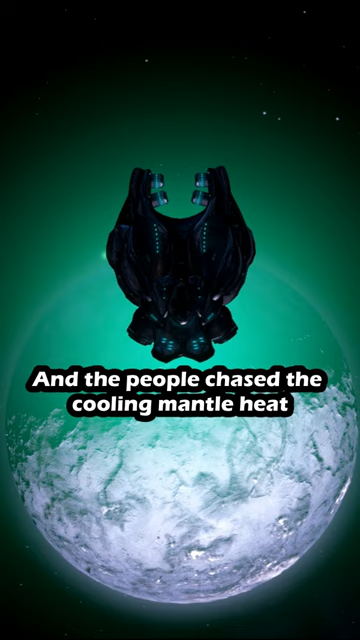 And the people chased the
cooling mantle heat